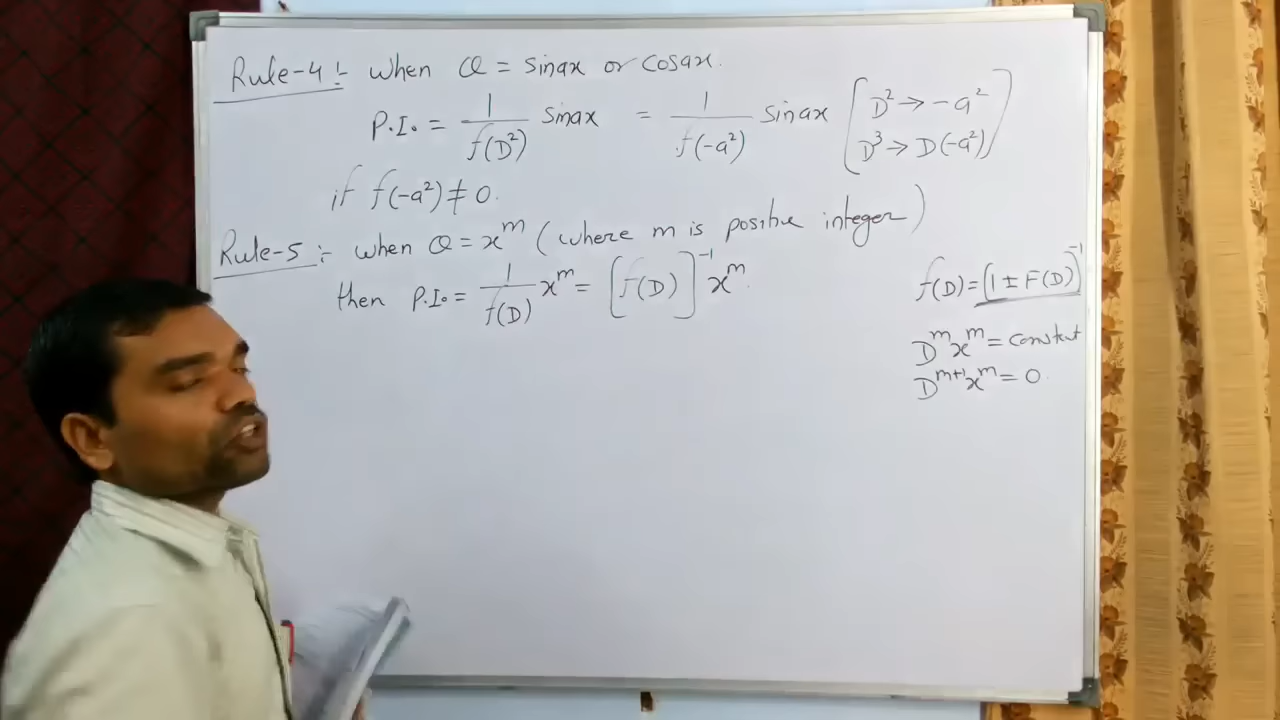 Rule-4 :- when Q = sinax or cosax.
P.I. = 1/f(D²) sinax = 1/f(-a²) sinax [D² → -a²
D³ → D(-a²)]
if f(-a²) ≠ 0.
Rule-5 :- when Q = x^m (where m is positive integer)
then P.I. = 1/f(D) x^m = [f(D)]^-1 x^m.
f(D) = (1 ± F(D))^-1
D^m x^m = constant
D^m+1 x^m = 0.